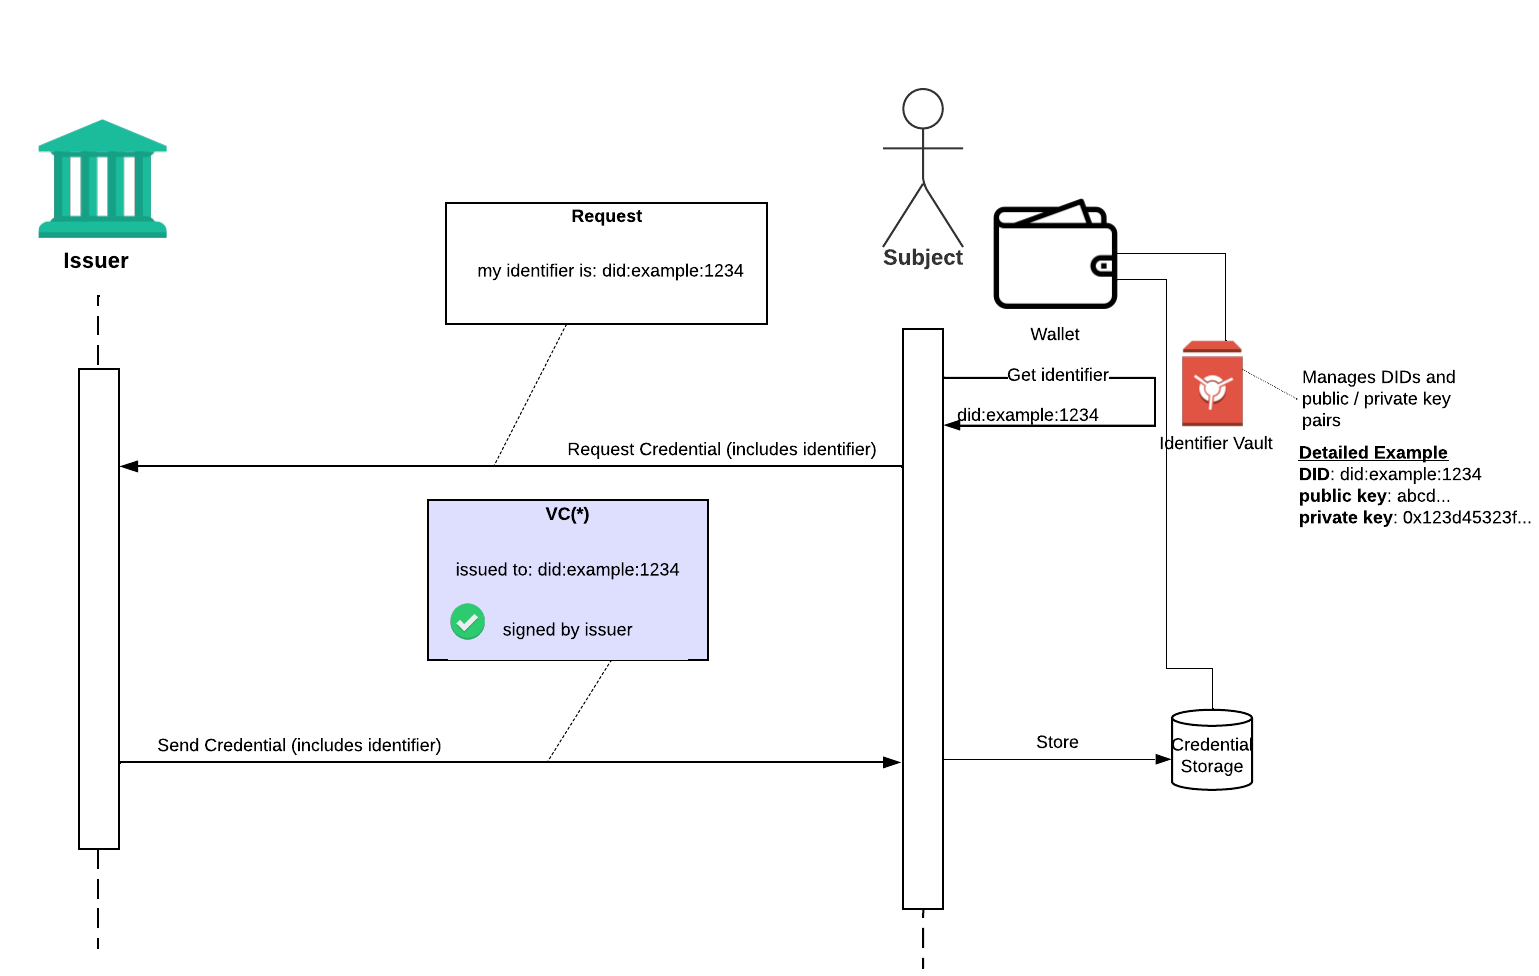 Issuer
Request
my identifier is: did:example:1234
Subject
Wallet
Get identifier
did:example:1234
Identifier Vault
Manages DIDs and
public / private key
pairs
Detailed Example
DID: did:example:1234
public key: abcd...
private key: 0x123d45323f...
Request Credential (includes identifier)
VC(*)
issued to: did:example:1234
signed by issuer
Send Credential (includes identifier)
Store
Credential
Storage